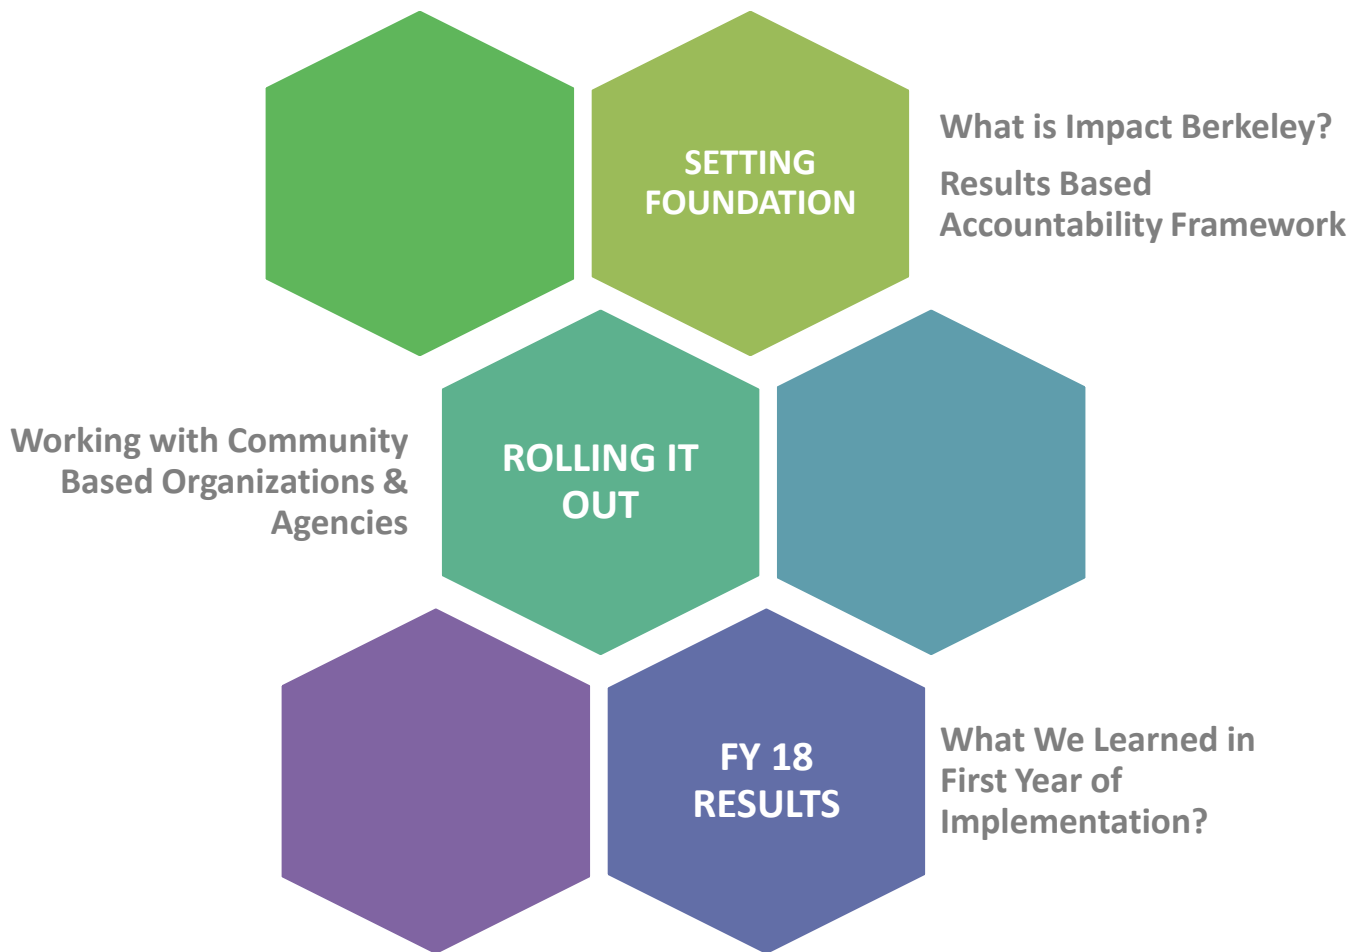 SETTING
FOUNDATION
What is Impact Berkeley?
Results Based
Accountability Framework
Working with Community
Based Organizations &
Agencies
ROLLING IT
OUT
FY 18
RESULTS
What We Learned in
First Year of
Implementation?